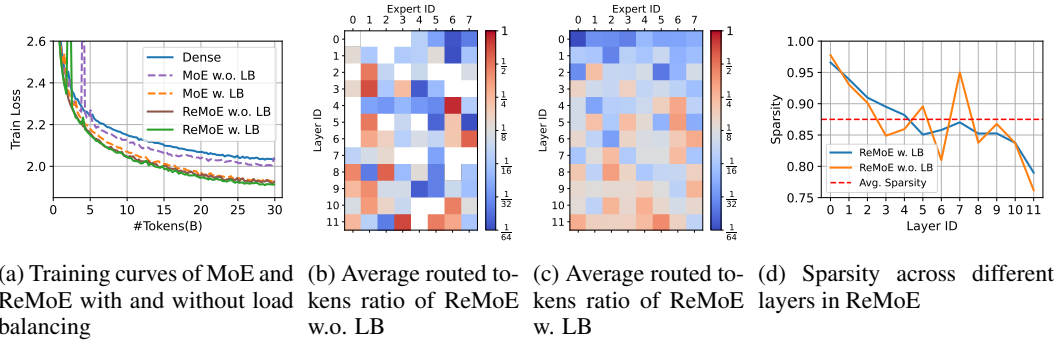 2.6
2.4
2.2
2.0
Train Loss
0 5 10 15 20 25 30
#Tokens(B)
Dense
MoE w.o. LB
MoE w. LB
ReMoE w.o. LB
ReMoE w. LB
Expert ID
0 1 2 3 4 5 6 7
Layer ID
0
1
2
3
4
5
6
7
8
9
10
11
1
1/2
1/4
1/8
1/16
1/32
1/64
Expert ID
0 1 2 3 4 5 6 7
Layer ID
0
1
2
3
4
5
6
7
8
9
10
11
1
1/2
1/4
1/8
1/16
1/32
1/64
1.00
0.95
0.90
0.85
0.80
0.75
Sparsity
ReMoE w. LB
ReMoE w.o. LB
Avg. Sparsity
0 1 2 3 4 5 6 7 8 9 10 11
Layer ID
(a) Training curves of MoE and
ReMoE with and without load
balancing
(b) Average routed to-
kens ratio of ReMoE
w.o. LB
(c) Average routed to-
kens ratio of ReMoE
w. LB
(d) Sparsity across different
layers in ReMoE